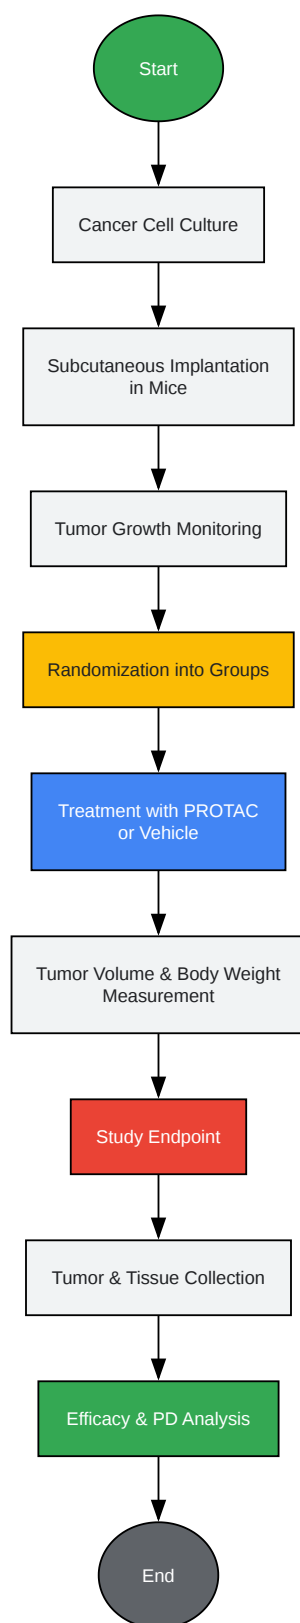 Start
Cancer Cell Culture
Subcutaneous Implantation
in Mice
Tumor Growth Monitoring
Randomization into Groups
Treatment with PROTAC
or Vehicle
Tumor Volume & Body Weight
Measurement
Study Endpoint
Tumor & Tissue Collection
Efficacy & PD Analysis
End